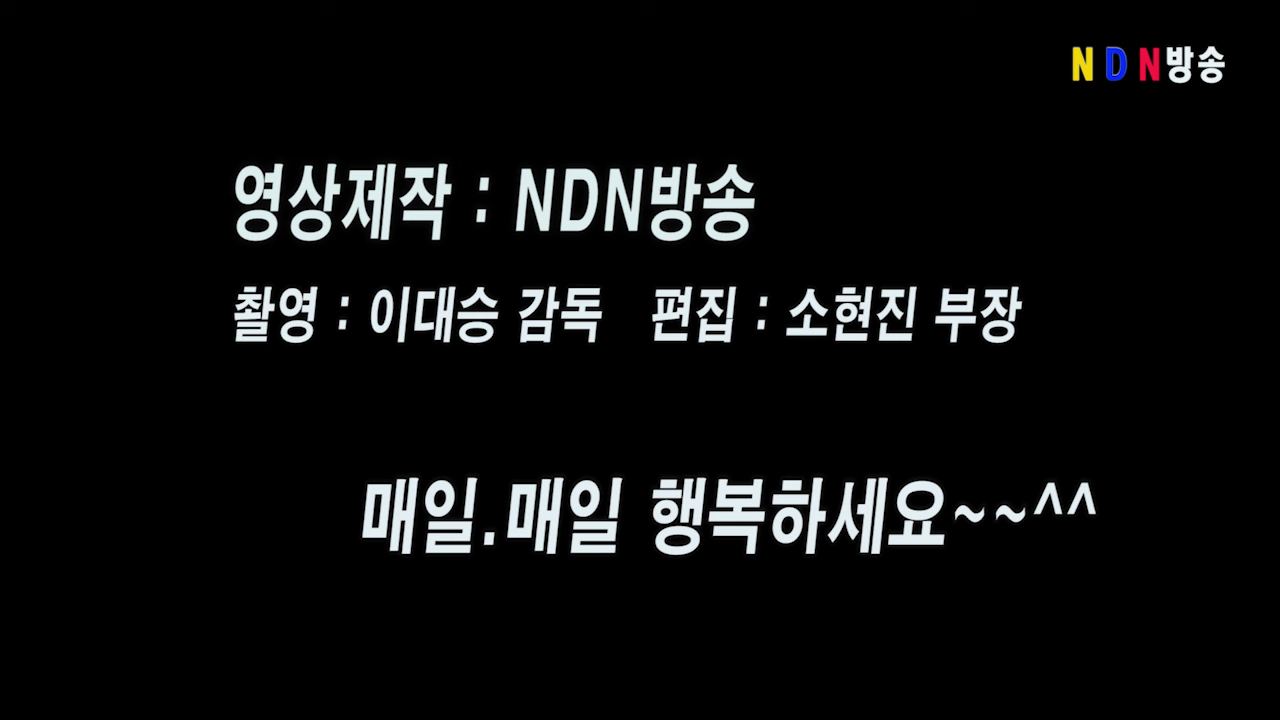 NDN방송
영상제작 : NDN방송
촬영 : 이대승 감독 편집 : 소현진 부장
매일.매일 행복하세요~~^^